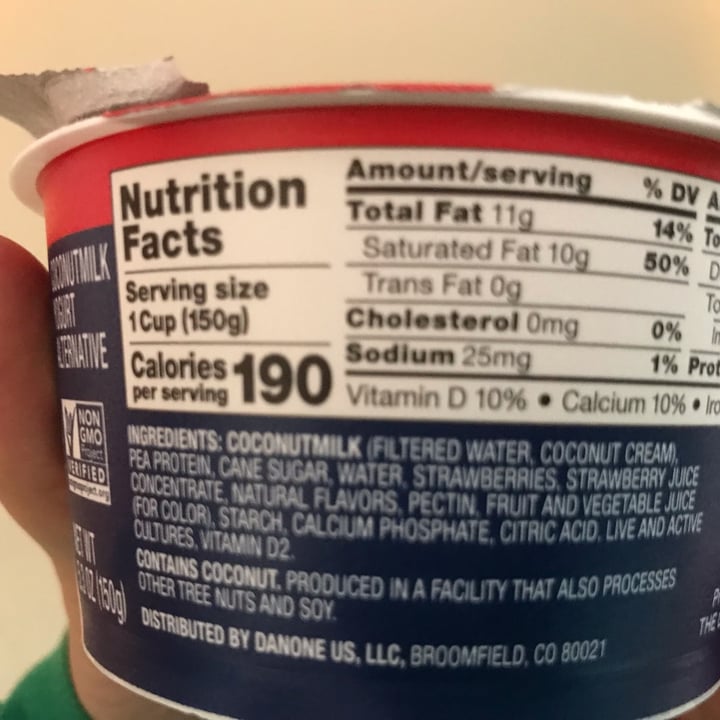 Nutrition
Facts
Serving size
1 Cup (150g)
Calories
per serving 190
Amount/serving % DV
Total Fat 11g 14%
Saturated Fat 10g 50%
Trans Fat 0g
Cholesterol 0mg 0%
Sodium 25mg 1%
Vitamin D 10% • Calcium 10% •
INGREDIENTS: COCONUTMILK (FILTERED WATER, COCONUT CREAM),
PEA PROTEIN, CANE SUGAR, WATER, STRAWBERRIES, STRAWBERRY JUICE
CONCENTRATE, NATURAL FLAVORS, PECTIN, FRUIT AND VEGETABLE JUICE
(FOR COLOR), STARCH, CALCIUM PHOSPHATE, CITRIC ACID. LIVE AND ACTIVE
CULTURES, VITAMIN D2.
CONTAINS COCONUT. PRODUCED IN A FACILITY THAT ALSO PROCESSES
OTHER TREE NUTS AND SOY.
DISTRIBUTED BY DANONE US, LLC, BROOMFIELD, CO 80021
NON
GMO
Project
VERIFIED
(150g)